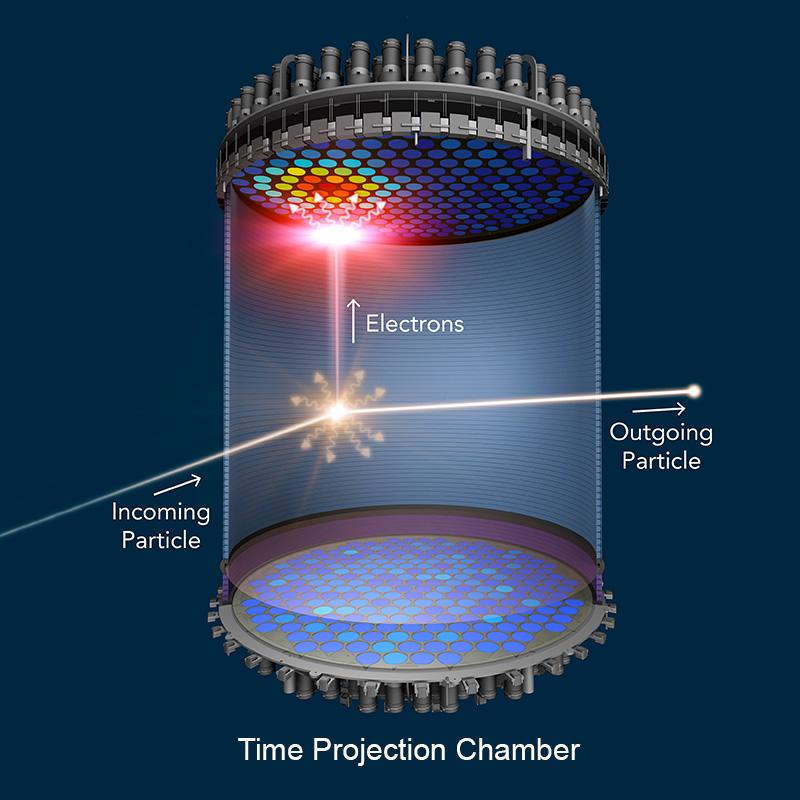 Electrons
Outgoing
Particle
Incoming
Particle
Time Projection Chamber